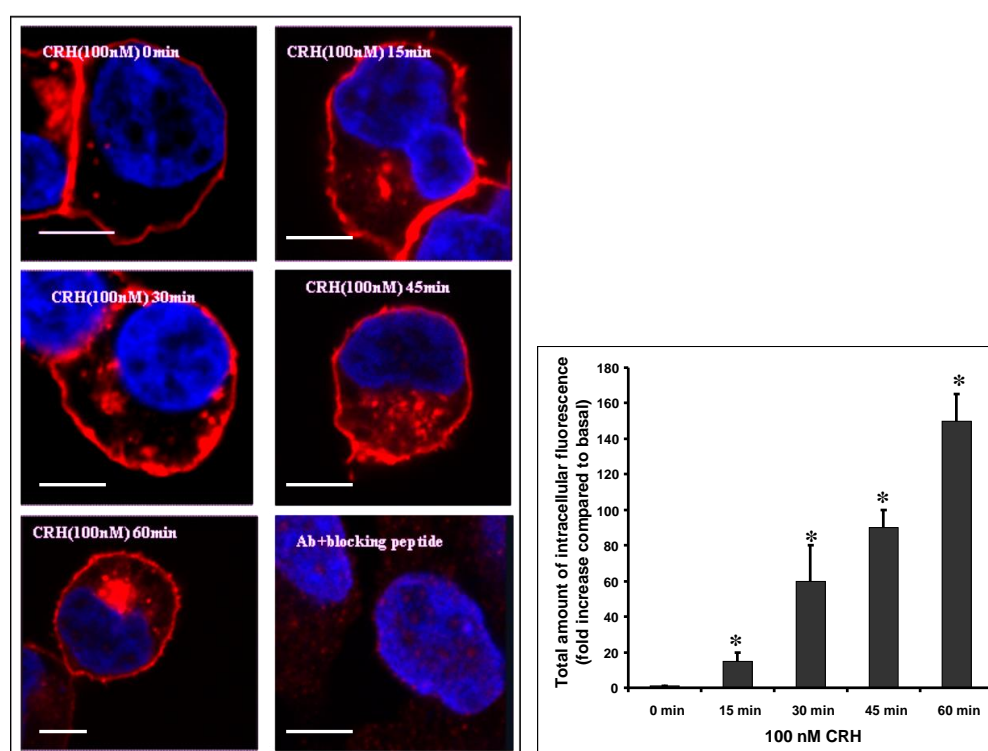 CRH(100nM) 0min
CRH(100nM) 15min
CRH(100nM) 30min
CRH(100nM) 45min
CRH(100nM) 60min
Ab+blocking peptide
Total amount of intracellular fluorescence
(fold increase compared to basal)
180
160
140
120
100
80
60
40
20
0
*
*
*
*
0 min
15 min
30 min
45 min
60 min
100 nM CRH